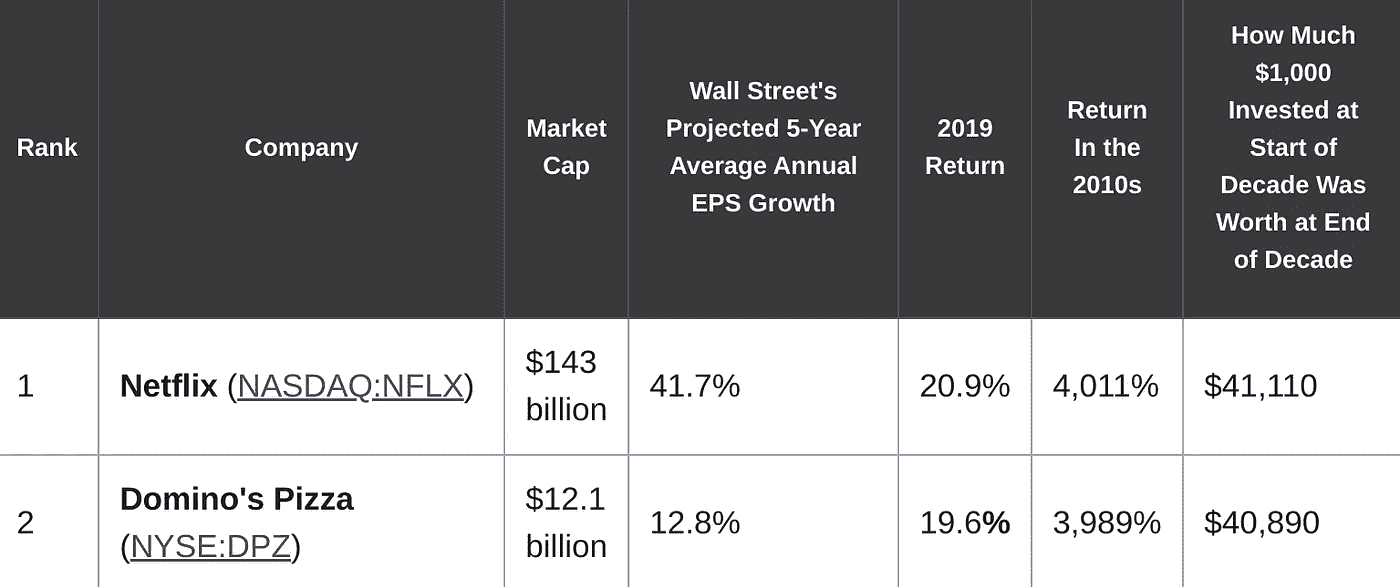 Rank
Company
Market
Cap
Wall Street's
Projected 5-Year
Average Annual
EPS Growth
2019
Return
Return
In the
2010s
How Much
$1,000
Invested at
Start of
Decade Was
Worth at End
of Decade
1
Netflix (NASDAQ:NFLX)
$143
billion
41.7%
20.9%
4,011%
$41,110
2
Domino's Pizza
(NYSE:DPZ)
$12.1
billion
12.8%
19.6%
3,989%
$40,890